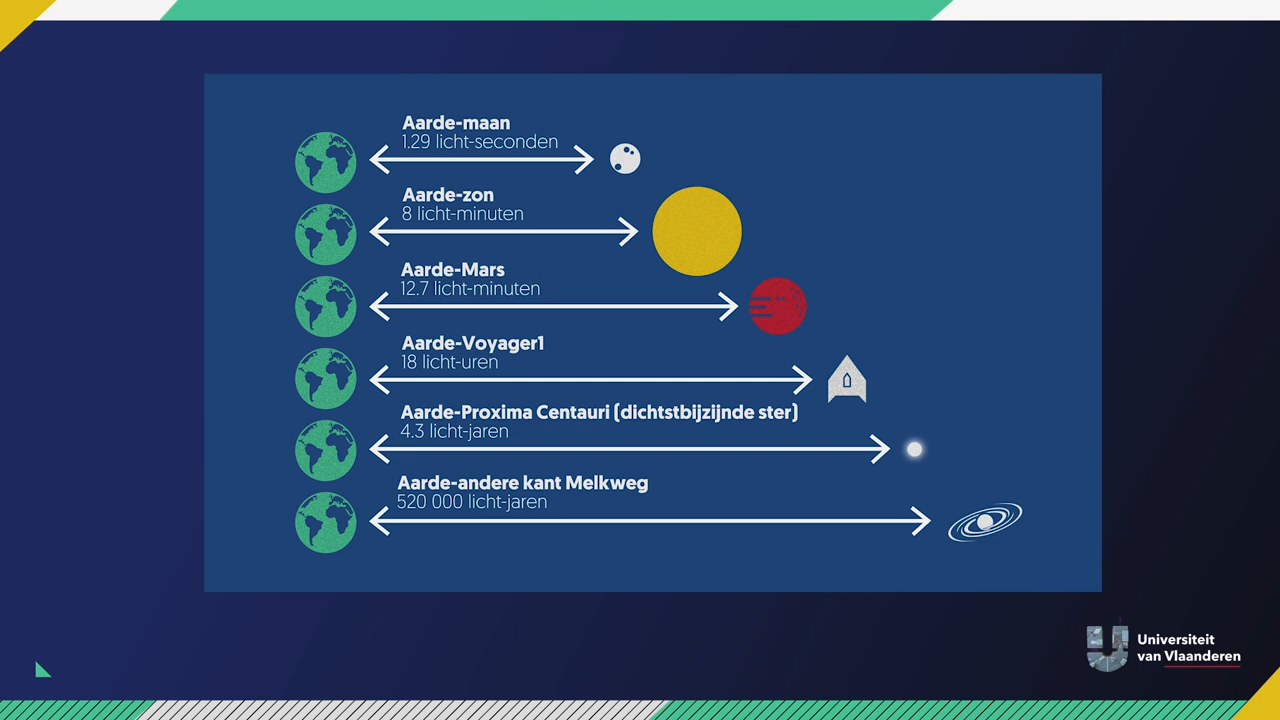 Aarde-maan
1.29 licht-seconden
Aarde-zon
8 licht-minuten
Aarde-Mars
12.7 licht-minuten
Aarde-Voyager1
18 licht-uren
Aarde-Proxima Centauri (dichtstbijzijnde ster)
4.3 licht-jaren
Aarde-andere kant Melkweg
520 000 licht-jaren
Universiteit
van Vlaanderen